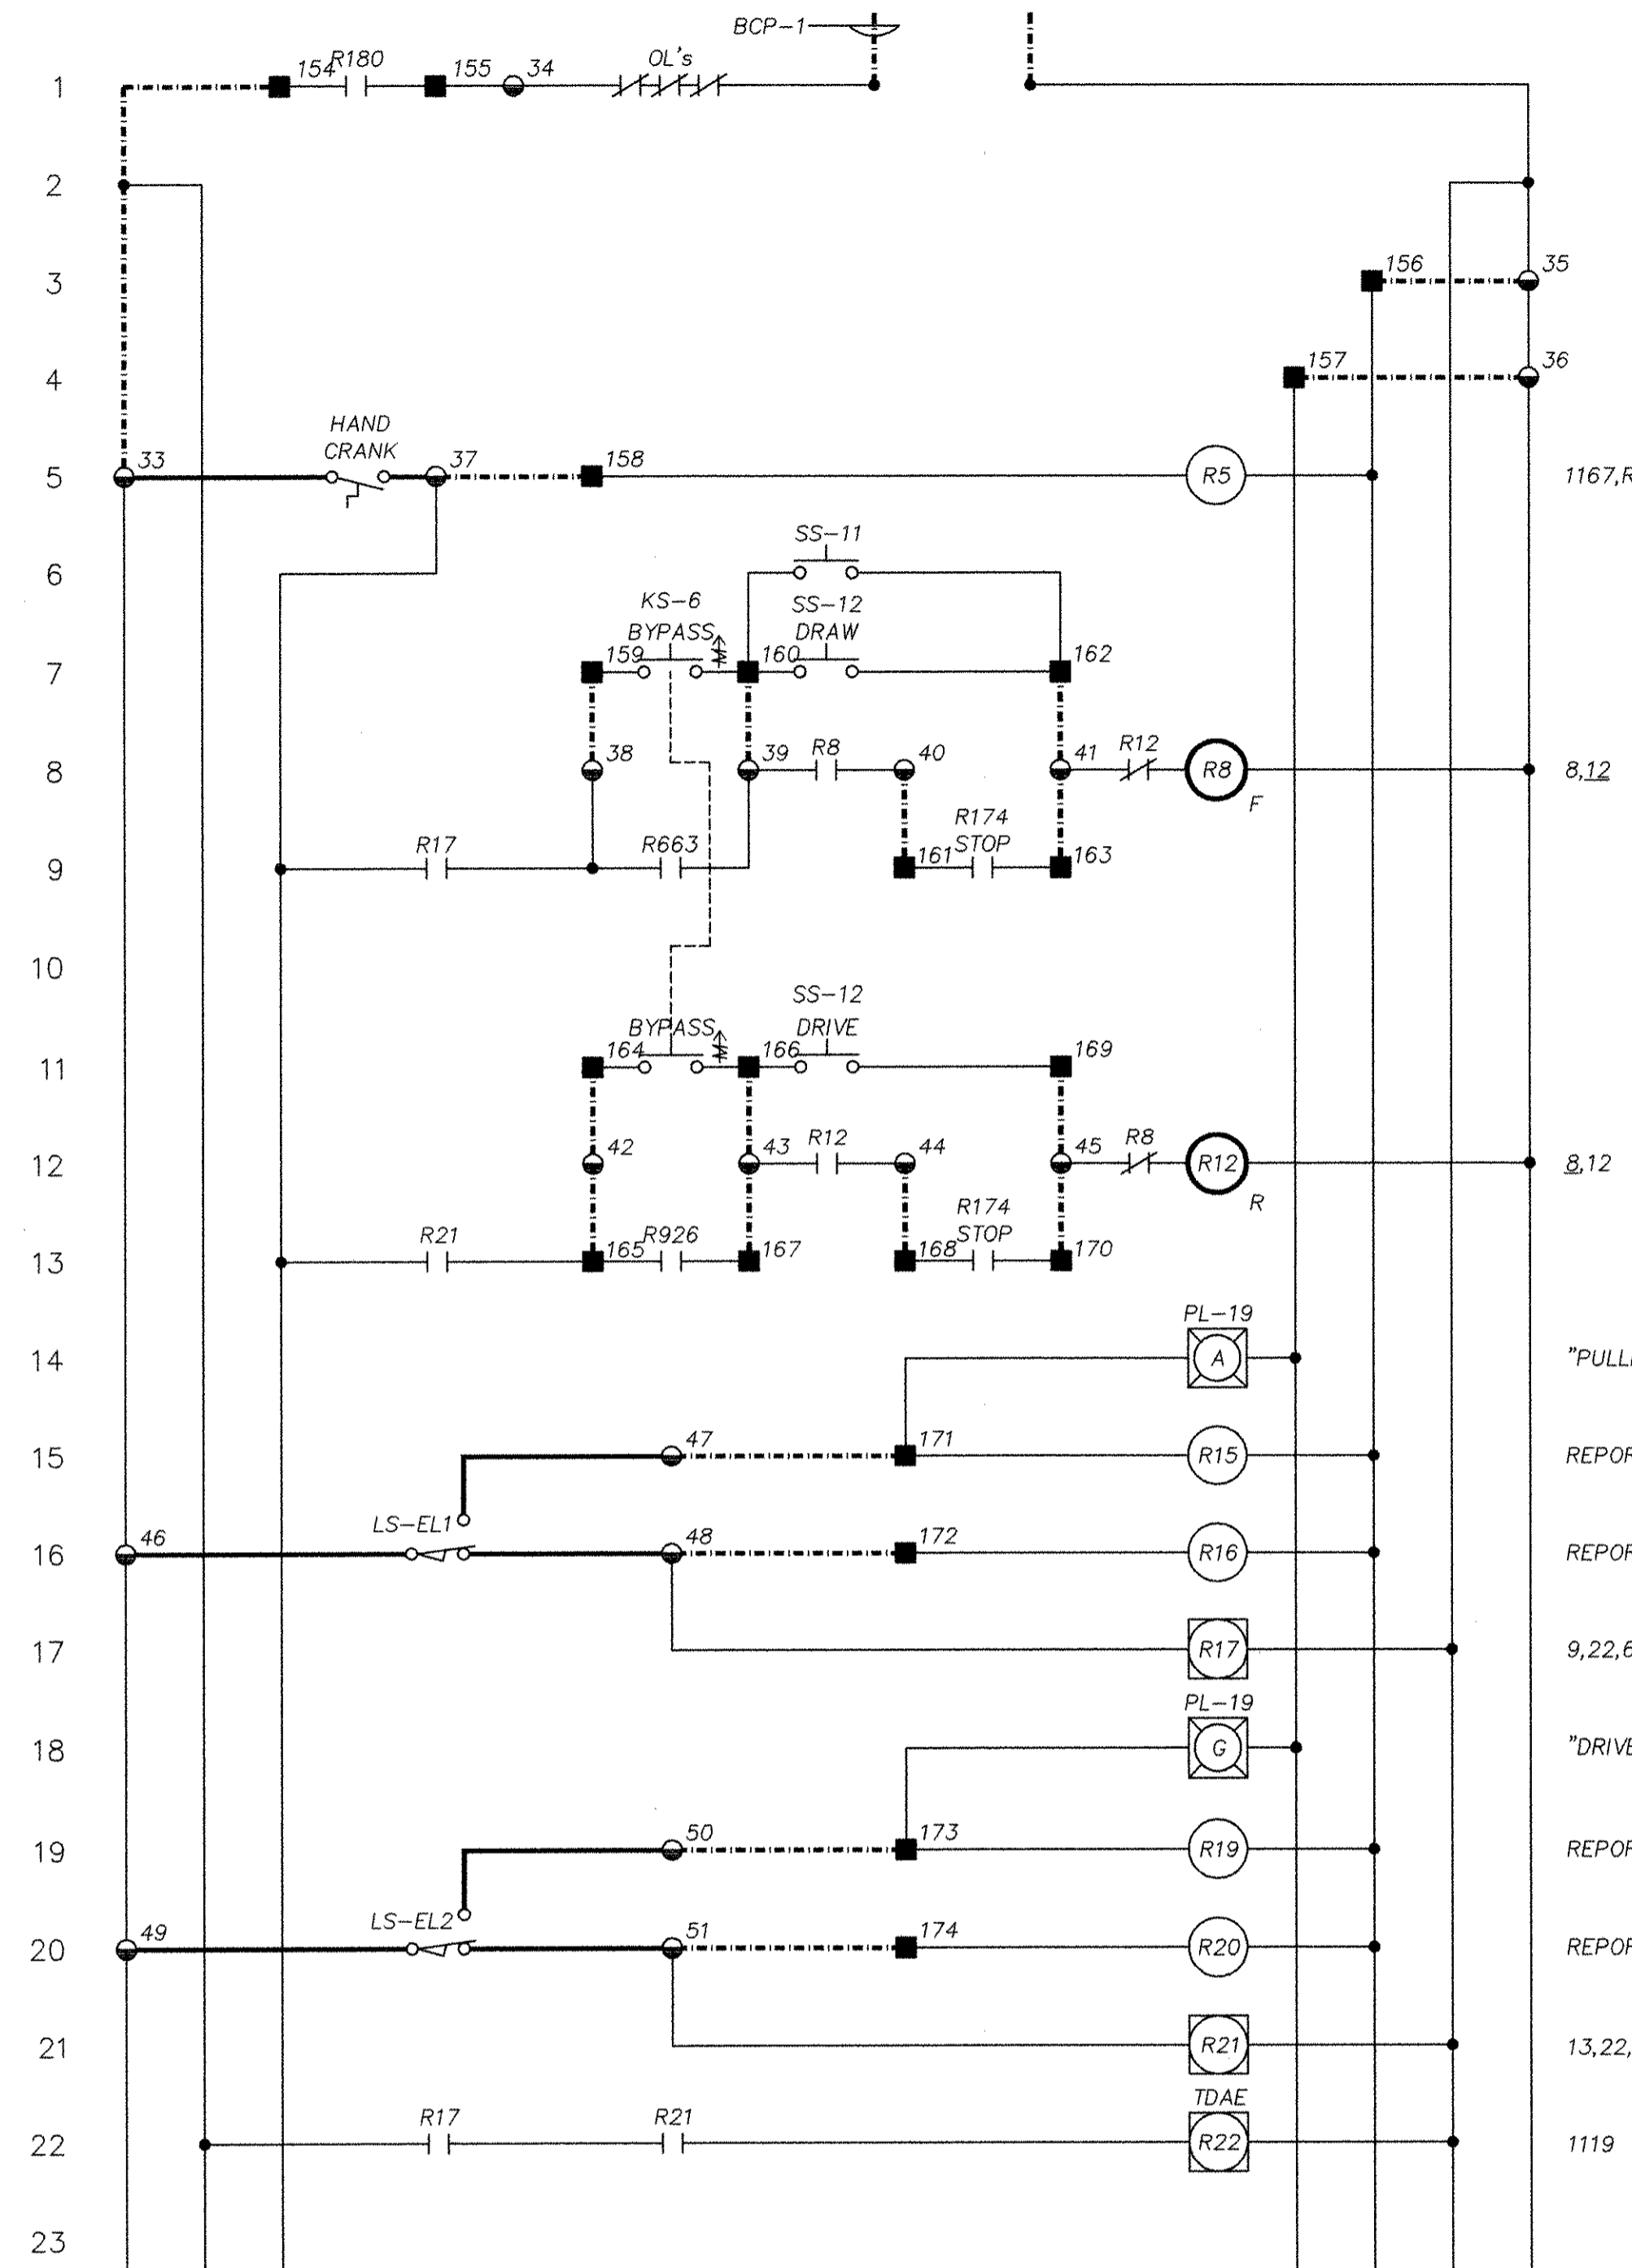 BCP-1
1 154 R180 155 34 OL's
2
3 156 35
4 157 36
HAND
CRANK
5 33 37 158 R5 1167,R
SS-11
6
KS-6 SS-12
BYPASS DRAW
7 159 160 162
8 38 39 R8 40 41 R12 R8 8,12
F
R174
STOP
9 R17 R663 161 163
10
SS-12
BYPASS DRIVE
11 164 166 169
12 42 43 R12 44 45 R8 R12 8,12
R
R174
STOP
13 R21 165 R926 167 168 170
PL-19
14 A "PULL
15 47 171 R15 REPOR
LS-EL1
16 46 48 172 R16 REPOR
17 R17 9,22,6
PL-19
18 G "DRIVE
19 50 173 R19 REPOR
LS-EL2
20 49 51 174 R20 REPOR
21 R21 13,22,
TDAE
22 R17 R21 R22 1119
23